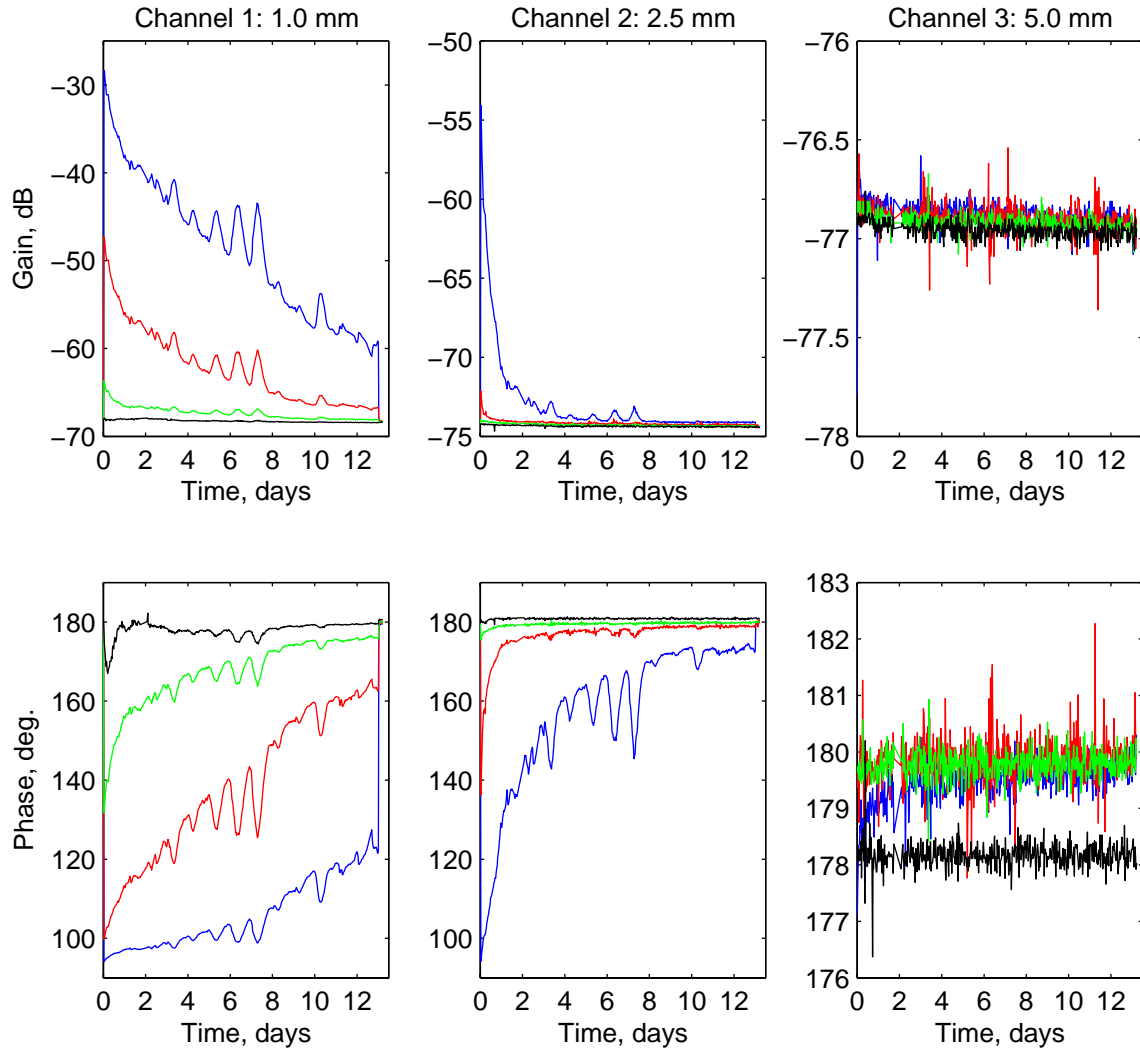 Channel 1: 1.0 mm
Channel 2: 2.5 mm
Channel 3: 5.0 mm
Gain, dB
−30
−40
−50
−60
−70
0 2 4 6 8 10 12
Time, days
−50
−55
−60
−65
−70
−75
0 2 4 6 8 10 12
Time, days
−76
−76.5
−77
−77.5
−78
0 2 4 6 8 10 12
Time, days
Phase, deg.
180
160
140
120
100
0 2 4 6 8 10 12
Time, days
180
160
140
120
100
0 2 4 6 8 10 12
Time, days
183
182
181
180
179
178
177
176
0 2 4 6 8 10 12
Time, days